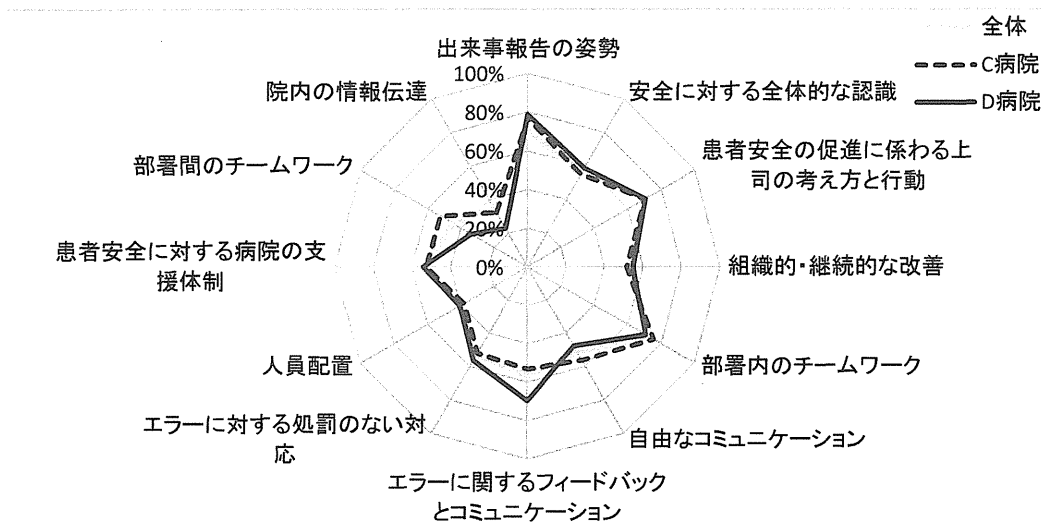 全体
C病院
D病院
出来事報告の姿勢
安全に対する全体的な認識
患者安全の促進に係わる上
司の考え方と行動
組織的・継続的な改善
部署内のチームワーク
自由なコミュニケーション
エラーに関するフィードバック
とコミュニケーション
エラーに対する処罰のない対
応
人員配置
患者安全に対する病院の支
援体制
部署間のチームワーク
院内の情報伝達
100%
80%
60%
40%
20%
0%